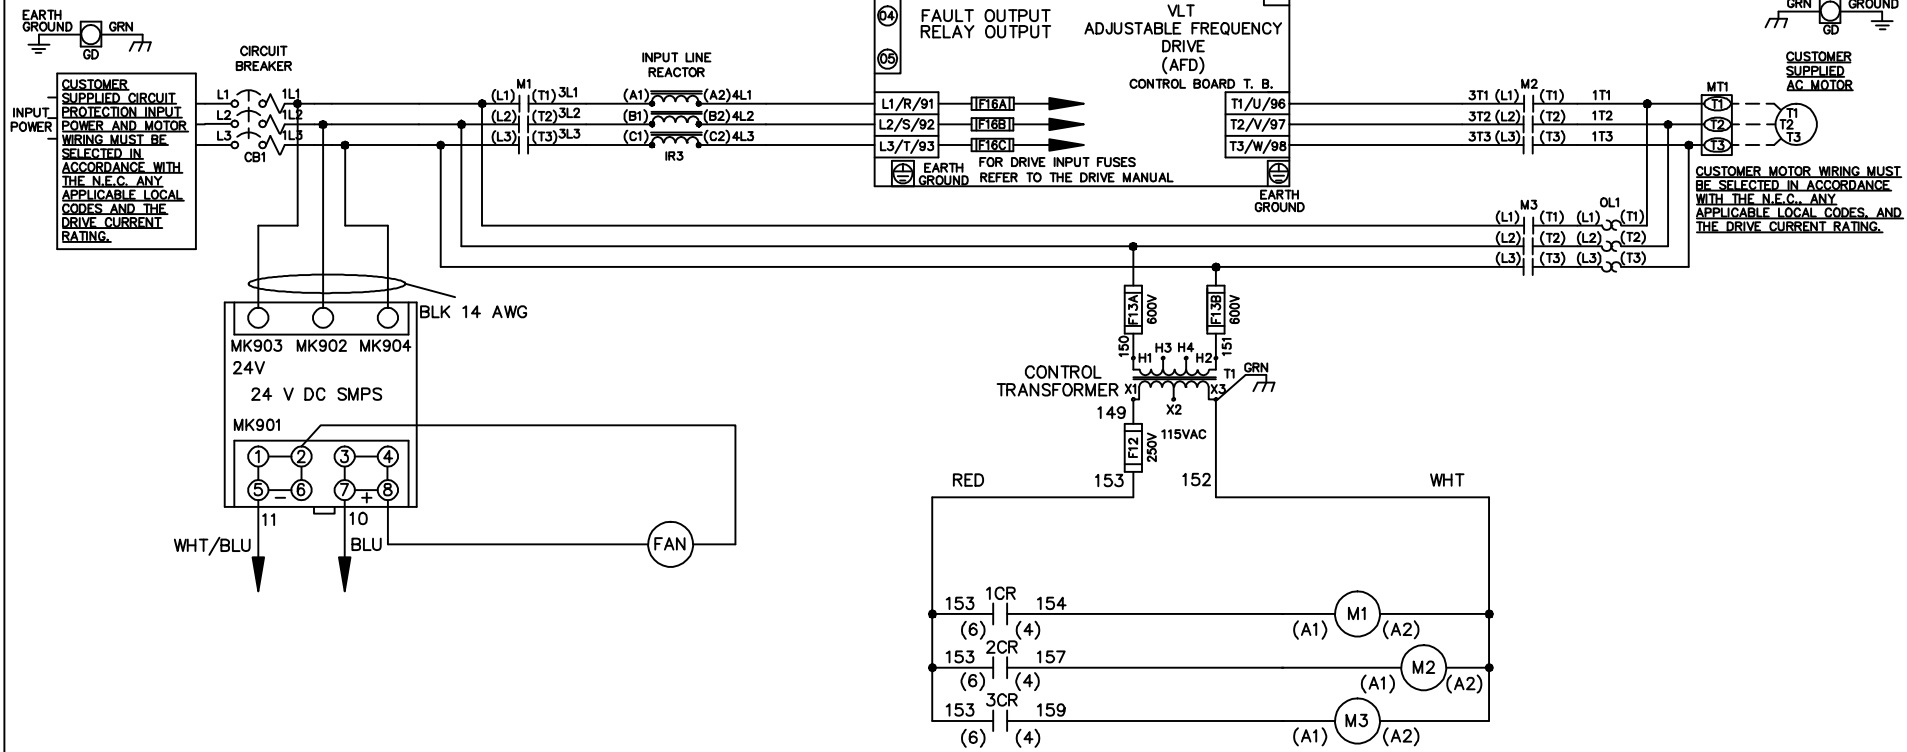 EARTH
GROUND
GRN
GD
CIRCUIT
BREAKER
INPUT
POWER
CUSTOMER
SUPPLIED CIRCUIT
PROTECTION INPUT
POWER AND MOTOR
WIRING MUST BE
SELECTED IN
ACCORDANCE WITH
THE N.E.C. ANY
APPLICABLE LOCAL
CODES AND THE
DRIVE CURRENT
RATING.
L1 1L1
L2 1L2
L3 1L3
CB1
M1
(L1) (T1) 3L1
(L2) (T2) 3L2
(L3) (T3) 3L3
INPUT LINE
REACTOR
(A1) (A2) 4L1
(B1) (B2) 4L2
(C1) (C2) 4L3
IR3
04 FAULT OUTPUT
RELAY OUTPUT
05
VLT
ADJUSTABLE FREQUENCY
DRIVE
(AFD)
CONTROL BOARD T. B.
L1/R/91 F16A T1/U/96
L2/S/92 F16B T2/V/97
L3/T/93 F16C T3/W/98
EARTH
GROUND
FOR DRIVE INPUT FUSES
REFER TO THE DRIVE MANUAL
EARTH
GROUND
M2
3T1 (L1) (T1) 1T1
3T2 (L2) (T2) 1T2
3T3 (L3) (T3) 1T3
MT1
T1
T2
T3
T1
T2
T3
GRN GROUND
GD
CUSTOMER
SUPPLIED
AC MOTOR
CUSTOMER MOTOR WIRING MUST
BE SELECTED IN ACCORDANCE
WITH THE N.E.C., ANY
APPLICABLE LOCAL CODES, AND
THE DRIVE CURRENT RATING.
M3 OL1
(L1) (T1) (L1) (T1)
(L2) (T2) (L2) (T2)
(L3) (T3) (L3) (T3)
BLK 14 AWG
MK903 MK902 MK904
24V
24 V DC SMPS
MK901
1 2 3 4
5 - 6 7 + 8
11 10
WHT/BLU BLU
FAN
F13A 600V
F13B 600V
150 151
H1 H3 H4 H2
CONTROL
TRANSFORMER
T1
GRN
X1 X2 X3
149
F12 250V
115VAC
153 152
RED WHT
1CR
153 154
(6) (4)
M1
(A1) (A2)
2CR
153 157
(6) (4)
M2
(A1) (A2)
3CR
153 159
(6) (4)
M3
(A1) (A2)